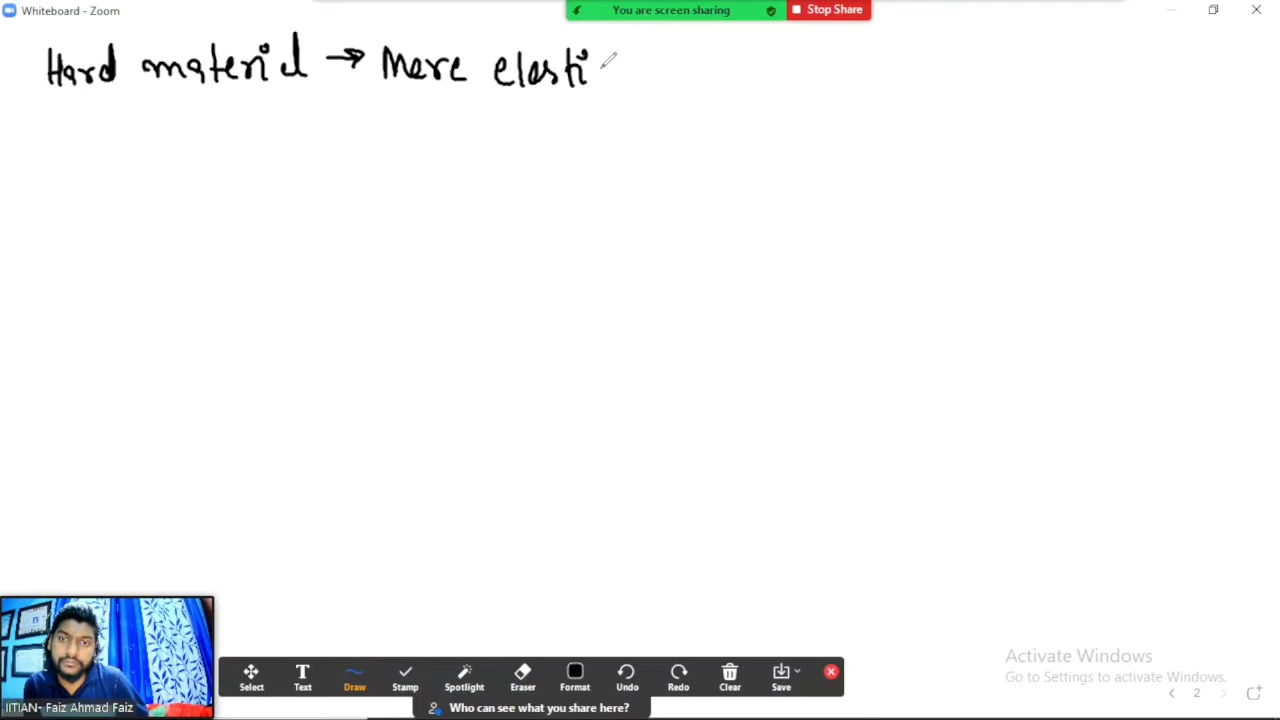 Whiteboard - Zoom
You are screen sharing
Stop Share
Hard material → More elasti
Activate Windows
Go to Settings to activate Windows.
2
IITIAN- Faiz Ahmad Faiz
Select
Text
Draw
Stamp
Spotlight
Eraser
Format
Undo
Redo
Clear
Save
Who can see what you share here?